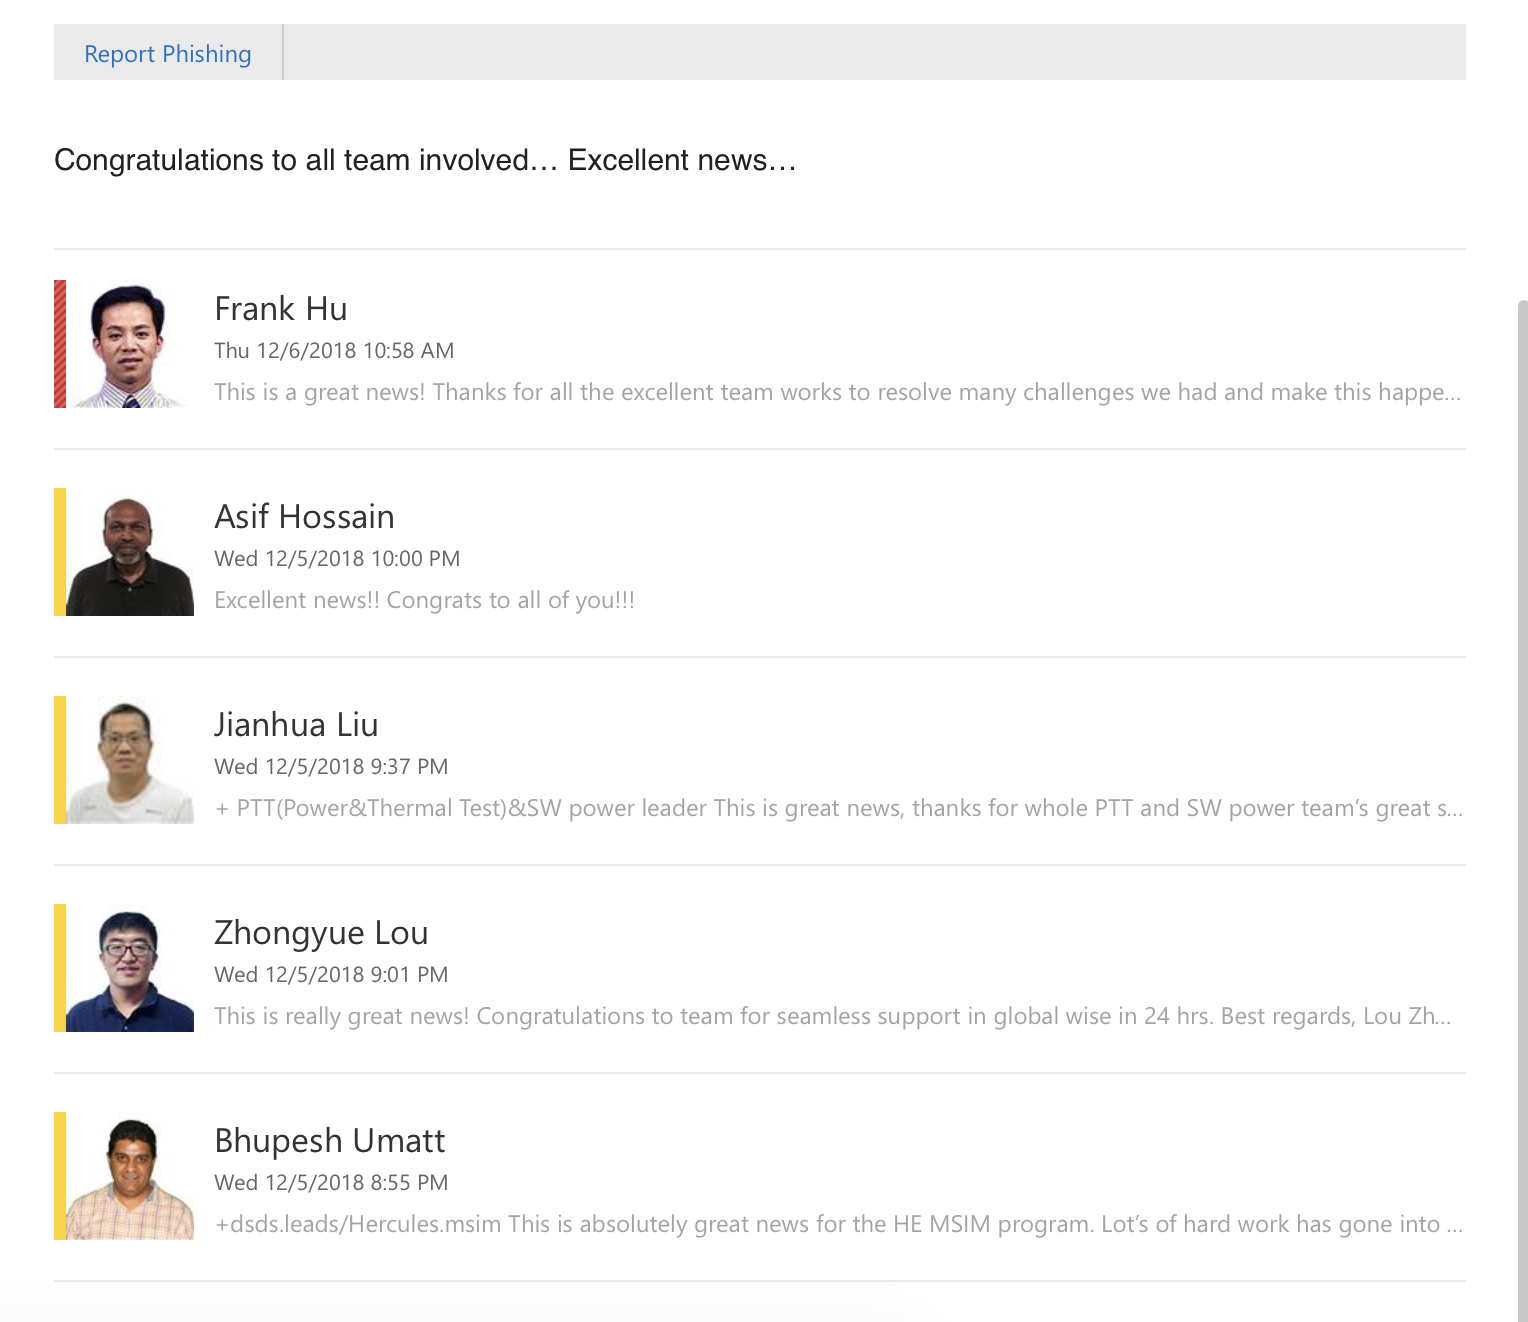 Report Phishing
Congratulations to all team involved… Excellent news…
Frank Hu
Thu 12/6/2018 10:58 AM
This is a great news! Thanks for all the excellent team works to resolve many challenges we had and make this happe...
Asif Hossain
Wed 12/5/2018 10:00 PM
Excellent news!! Congrats to all of you!!!
Jianhua Liu
Wed 12/5/2018 9:37 PM
+ PTT(Power&Thermal Test)&SW power leader This is great news, thanks for whole PTT and SW power team’s great s...
Zhongyue Lou
Wed 12/5/2018 9:01 PM
This is really great news! Congratulations to team for seamless support in global wise in 24 hrs. Best regards, Lou Zh...
Bhupesh Umatt
Wed 12/5/2018 8:55 PM
+dsds.leads/Hercules.msim This is absolutely great news for the HE MSIM program. Lot’s of hard work has gone into ...